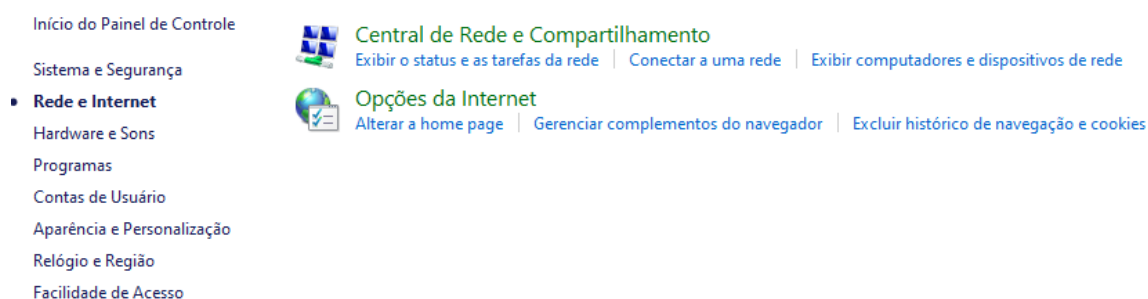 Início do Painel de Controle
Sistema e Segurança
Rede e Internet
Hardware e Sons
Programas
Contas de Usuário
Aparência e Personalização
Relógio e Região
Facilidade de Acesso
Central de Rede e Compartilhamento
Exibir o status e as tarefas da rede | Conectar a uma rede | Exibir computadores e dispositivos de rede
Opções da Internet
Alterar a home page | Gerenciar complementos do navegador | Excluir histórico de navegação e cookies